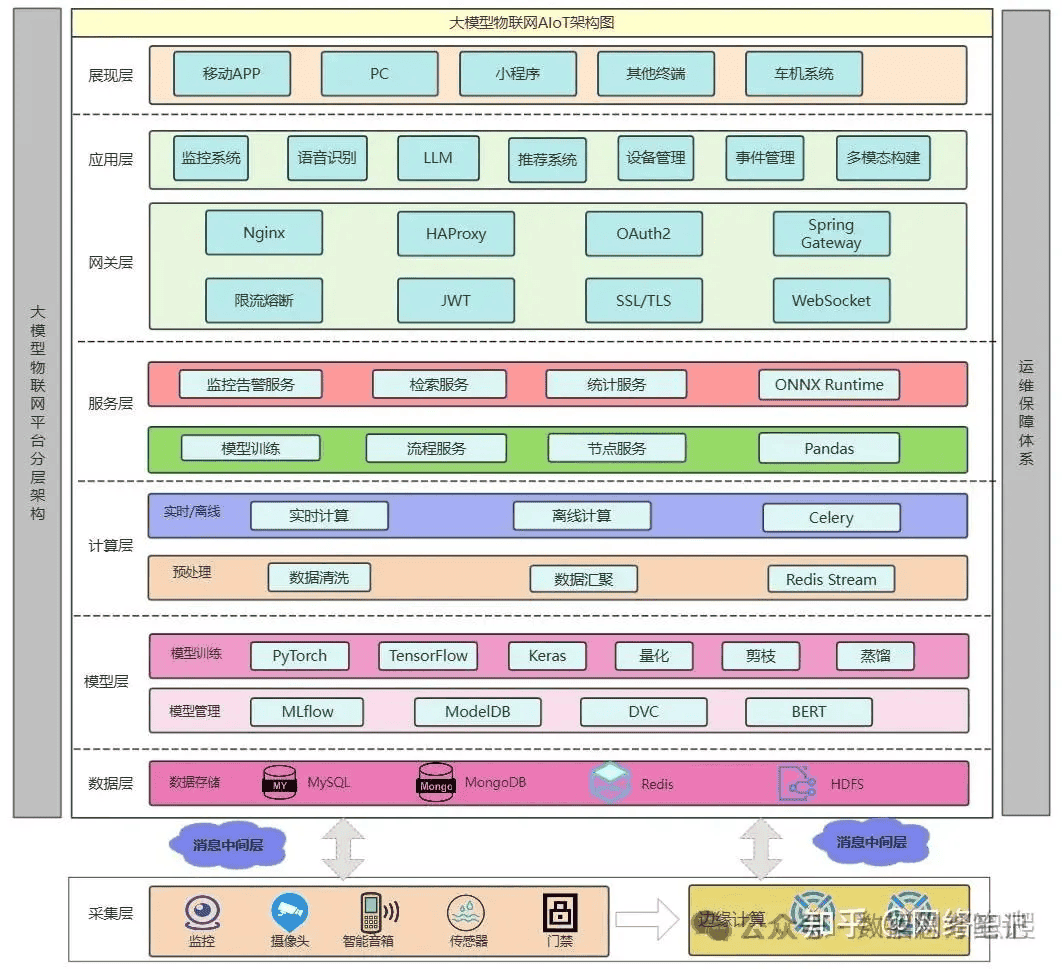 大模型物联网AIoT架构图
展现层
移动APP
PC
小程序
其他终端
车机系统
应用层
监控系统
语音识别
LLM
推荐系统
设备管理
事件管理
多模态构建
网关层
Nginx
HAProxy
OAuth2
Spring
Gateway
限流熔断
JWT
SSL/TLS
WebSocket
大模型物联网平台分层架构
运维保障体系
服务层
监控告警服务
检索服务
统计服务
ONNX Runtime
模型训练
流程服务
节点服务
Pandas
计算层
实时/离线
实时计算
离线计算
Celery
预处理
数据清洗
数据汇聚
Redis Stream
模型层
模型训练
PyTorch
TensorFlow
Keras
量化
剪枝
蒸馏
模型管理
MLflow
ModelDB
DVC
BERT
数据层
数据存储
MY
MySQL
Mongo
MongoDB
Redis
HDFS
消息中间层
消息中间层
采集层
监控
摄像头
智能音箱
传感器
门禁
边缘计算